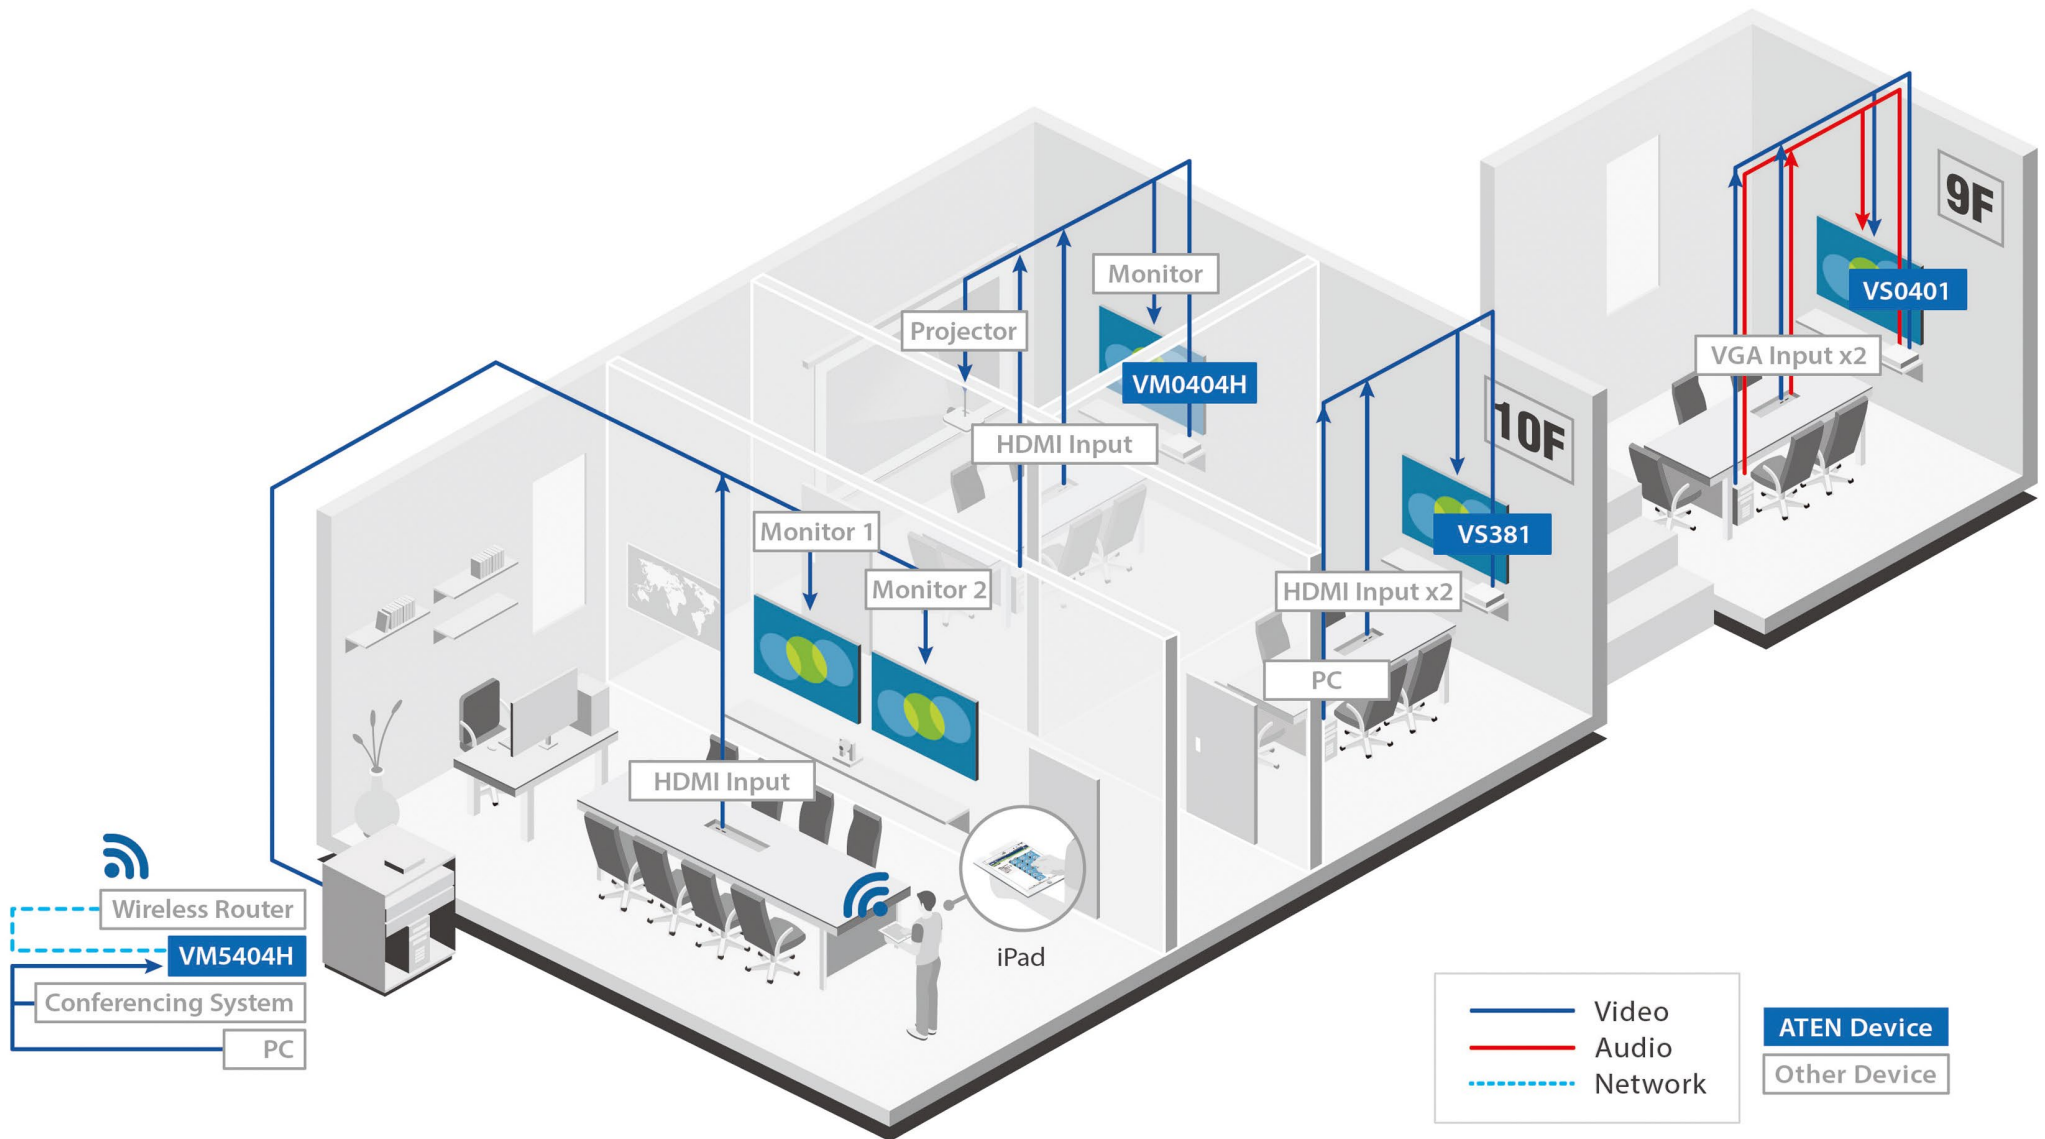 9F
VS0401
VGA Input x2
Monitor
Projector
VM0404H
HDMI Input
10F
VS381
HDMI Input x2
PC
Monitor 1
Monitor 2
HDMI Input
iPad
Wireless Router
VM5404H
Conferencing System
PC
Video
Audio
Network
ATEN Device
Other Device